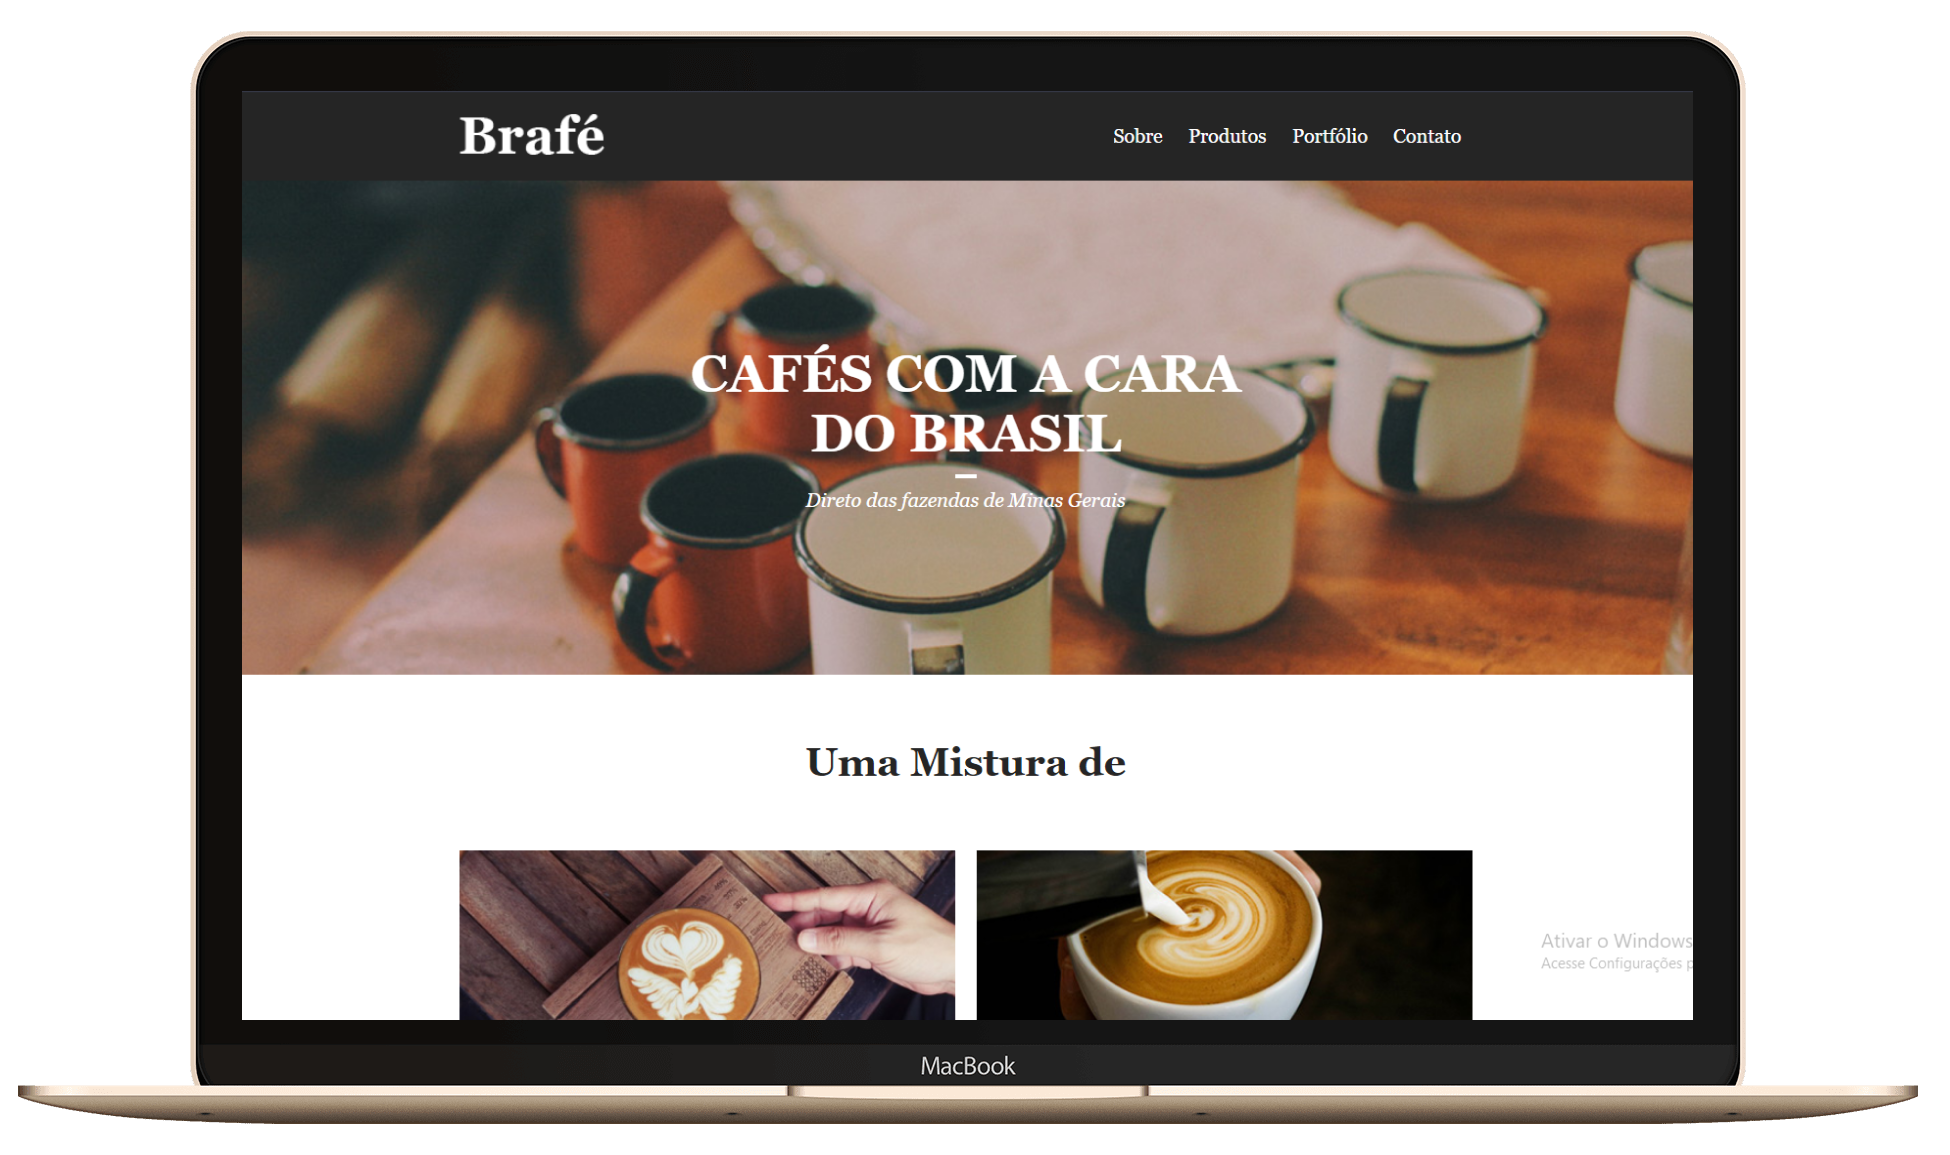 Brafé
Sobre Produtos Portfólio Contato
CAFÉS COM A CARA
DO BRASIL
Direto das fazendas de Minas Gerais
Uma Mistura de
Ativar o Windows
Acesse Configurações p
MacBook